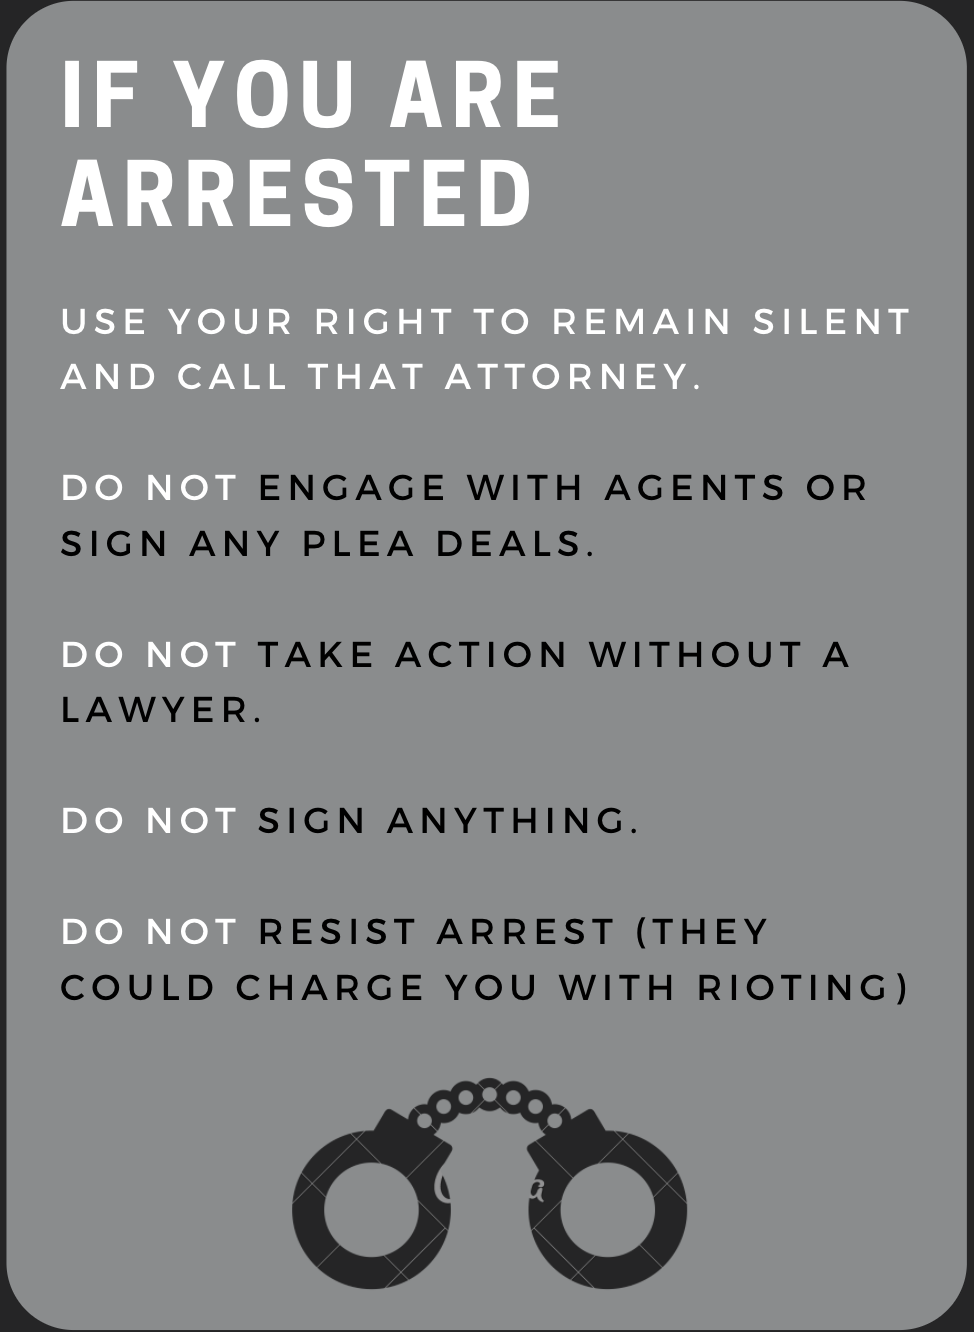 IF YOU ARE
ARRESTED
USE YOUR RIGHT TO REMAIN SILENT
AND CALL THAT ATTORNEY.
DO NOT ENGAGE WITH AGENTS OR
SIGN ANY PLEA DEALS.
DO NOT TAKE ACTION WITHOUT A
LAWYER.
DO NOT SIGN ANYTHING.
DO NOT RESIST ARREST (THEY
COULD CHARGE YOU WITH RIOTING)